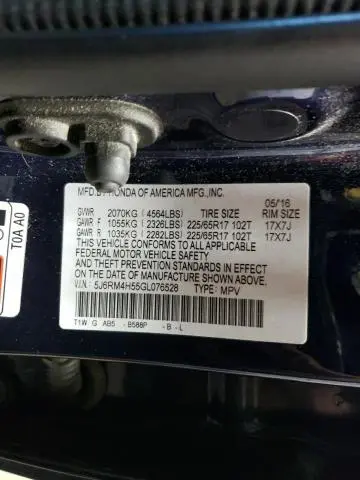 MFD.BY HONDA OF AMERICA MFG.,INC.
05/16
GVWR 2070KG (4564LBS) TIRE SIZE RIM SIZE
GAWR F 1055KG (2326LBS) 225/65R17 102T 17X7J
GAWR R 1035KG (2282LBS) 225/65R17 102T 17X7J
THIS VEHICLE CONFORMS TO ALL APPLICABLE
FEDERAL MOTOR VEHICLE SAFETY
AND THEFT PREVENTION STANDARDS IN
EFFECT ON THE DATE OF MANUFACTURE
SHOWN ABOVE.
V.I.N.: 5J6RM4H55GL076528 TYPE: MPV
T1W G AB5 - B588P - B - L
T0A A0